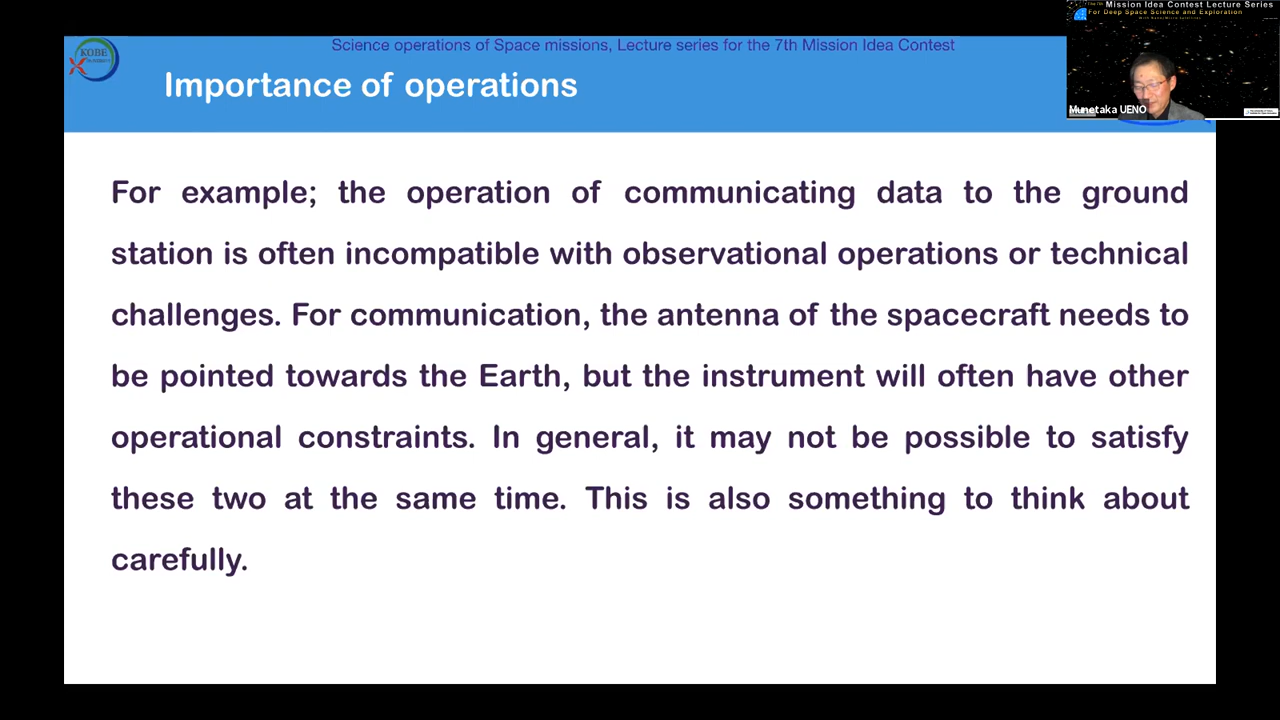 Science operations of Space missions, Lecture series for the 7th Mission Idea Contest
KOBE
Importance of operations
Mission Idea Contest Lecture Series
For Deep Space Science and Exploration
Munetaka UENO
For example; the operation of communicating data to the ground
station is often incompatible with observational operations or technical
challenges. For communication, the antenna of the spacecraft needs to
be pointed towards the Earth, but the instrument will often have other
operational constraints. In general, it may not be possible to satisfy
these two at the same time. This is also something to think about
carefully.